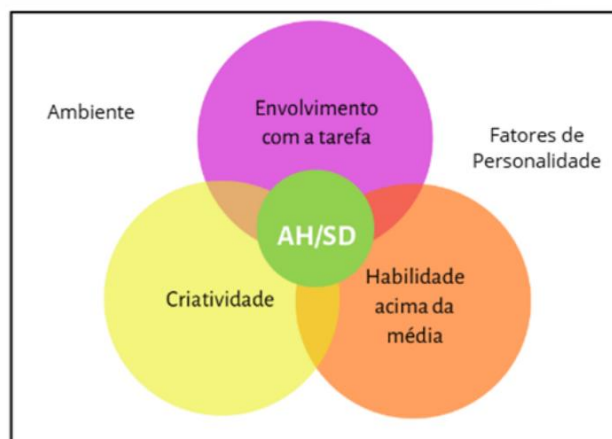 Ambiente
Envolvimento
com a tarefa
Fatores de
Personalidade
AH/SD
Criatividade
Habilidade
acima da
média